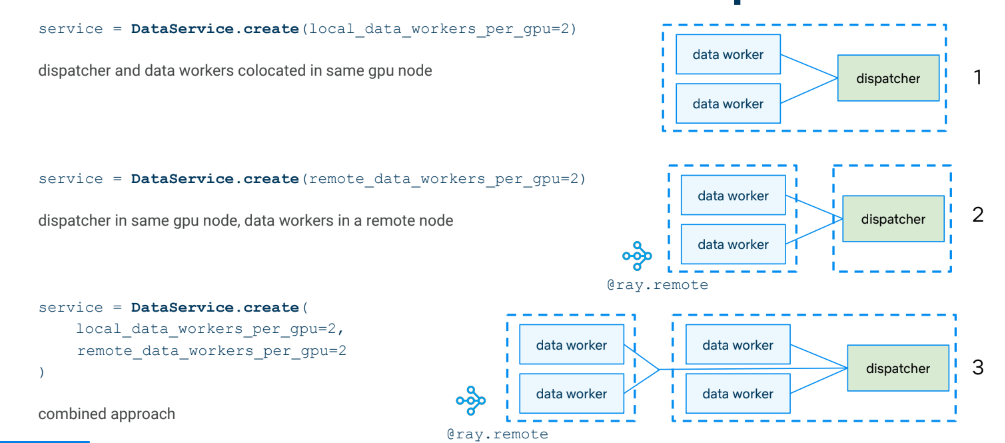 service = DataService.create(local_data_workers_per_gpu=2)
dispatcher and data workers colocated in same gpu node
data worker
data worker
dispatcher
1
service = DataService.create(remote_data_workers_per_gpu=2)
dispatcher in same gpu node, data workers in a remote node
data worker
data worker
dispatcher
2
@ray.remote
service = DataService.create(
local_data_workers_per_gpu=2,
remote_data_workers_per_gpu=2
)
combined approach
data worker
data worker
data worker
data worker
dispatcher
3
@ray.remote